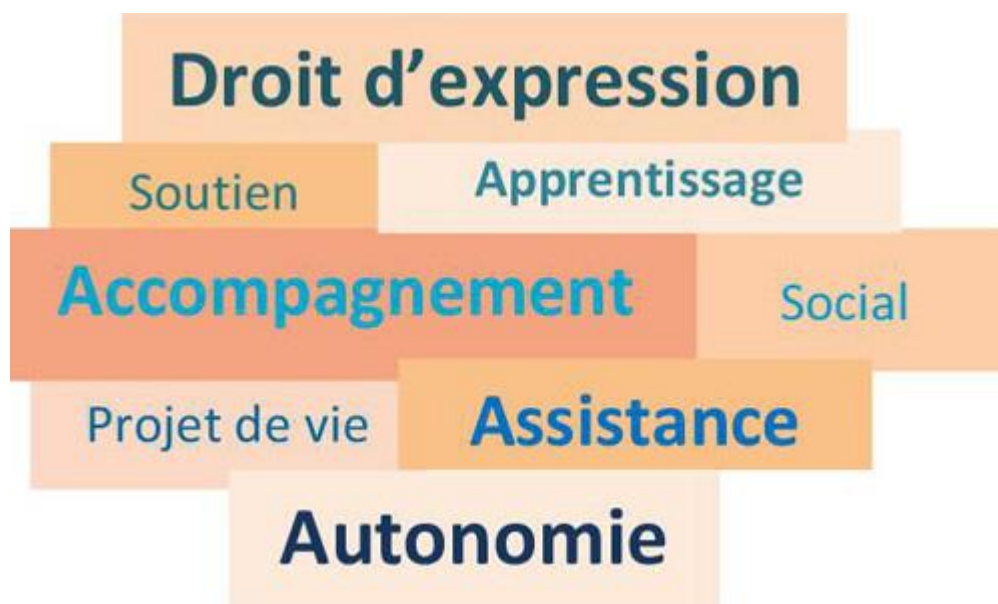 Droit d’expression
Soutien
Apprentissage
Accompagnement
Social
Projet de vie
Assistance
Autonomie